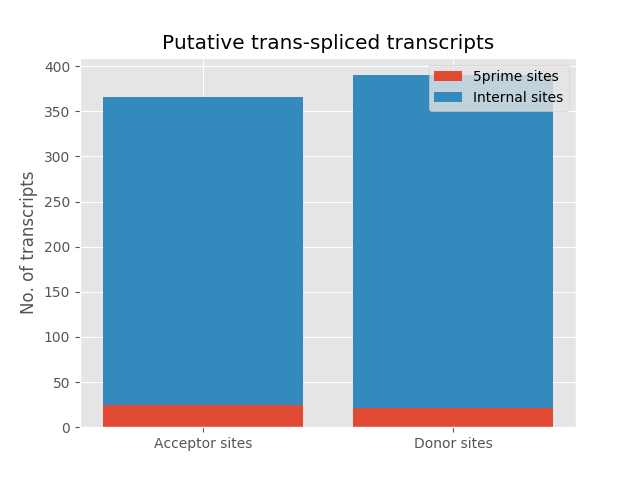 Putative trans-spliced transcripts
No. of transcripts
400
350
300
250
200
150
100
50
0
5prime sites
Internal sites
Acceptor sites
Donor sites